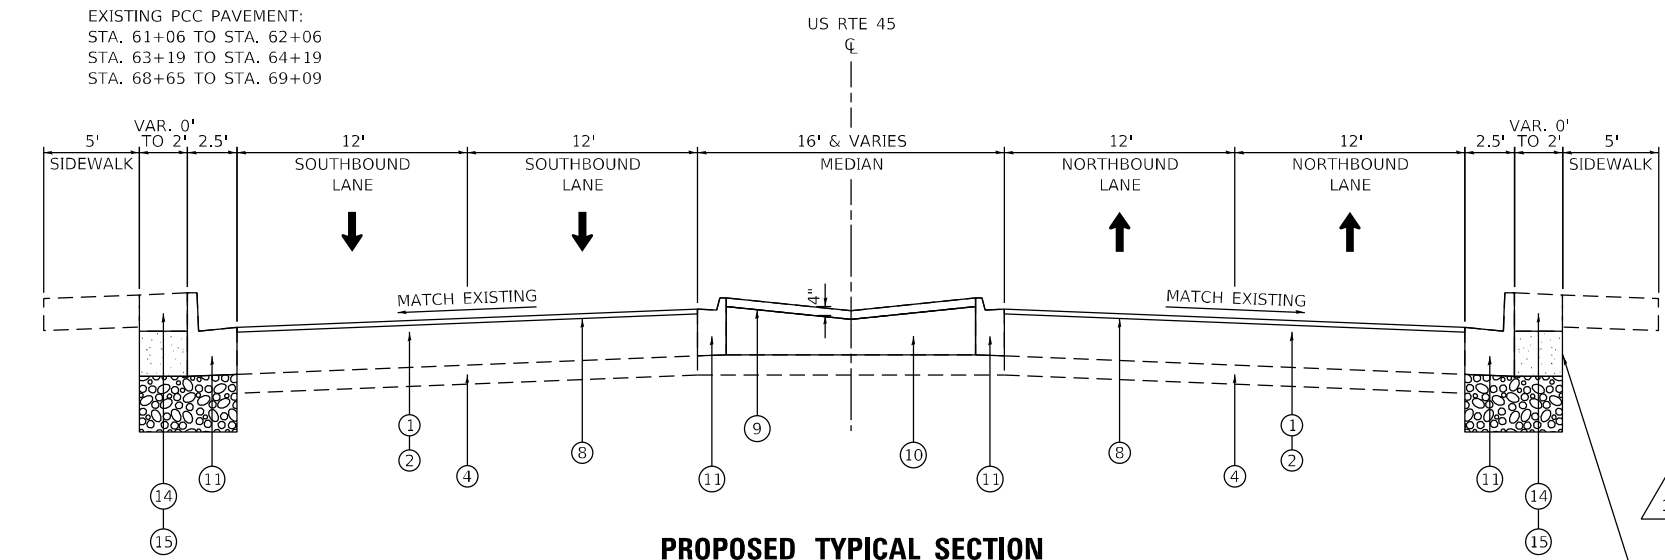 EXISTING PCC PAVEMENT:
STA. 61+06 TO STA. 62+06
STA. 63+19 TO STA. 64+19
STA. 68+65 TO STA. 69+09
US RTE 45
℄
5' VAR. 0' TO 2' 2.5' 12' 12' 16' & VARIES 12' 12' 2.5' VAR. 0' TO 2' 5'
SIDEWALK SOUTHBOUND LANE SOUTHBOUND LANE MEDIAN NORTHBOUND LANE NORTHBOUND LANE SIDEWALK
MATCH EXISTING 4" MATCH EXISTING
1 9 8 1
2 4 8 10 4 2
14 11 11 11 11 14
15 15
PROPOSED TYPICAL SECTION